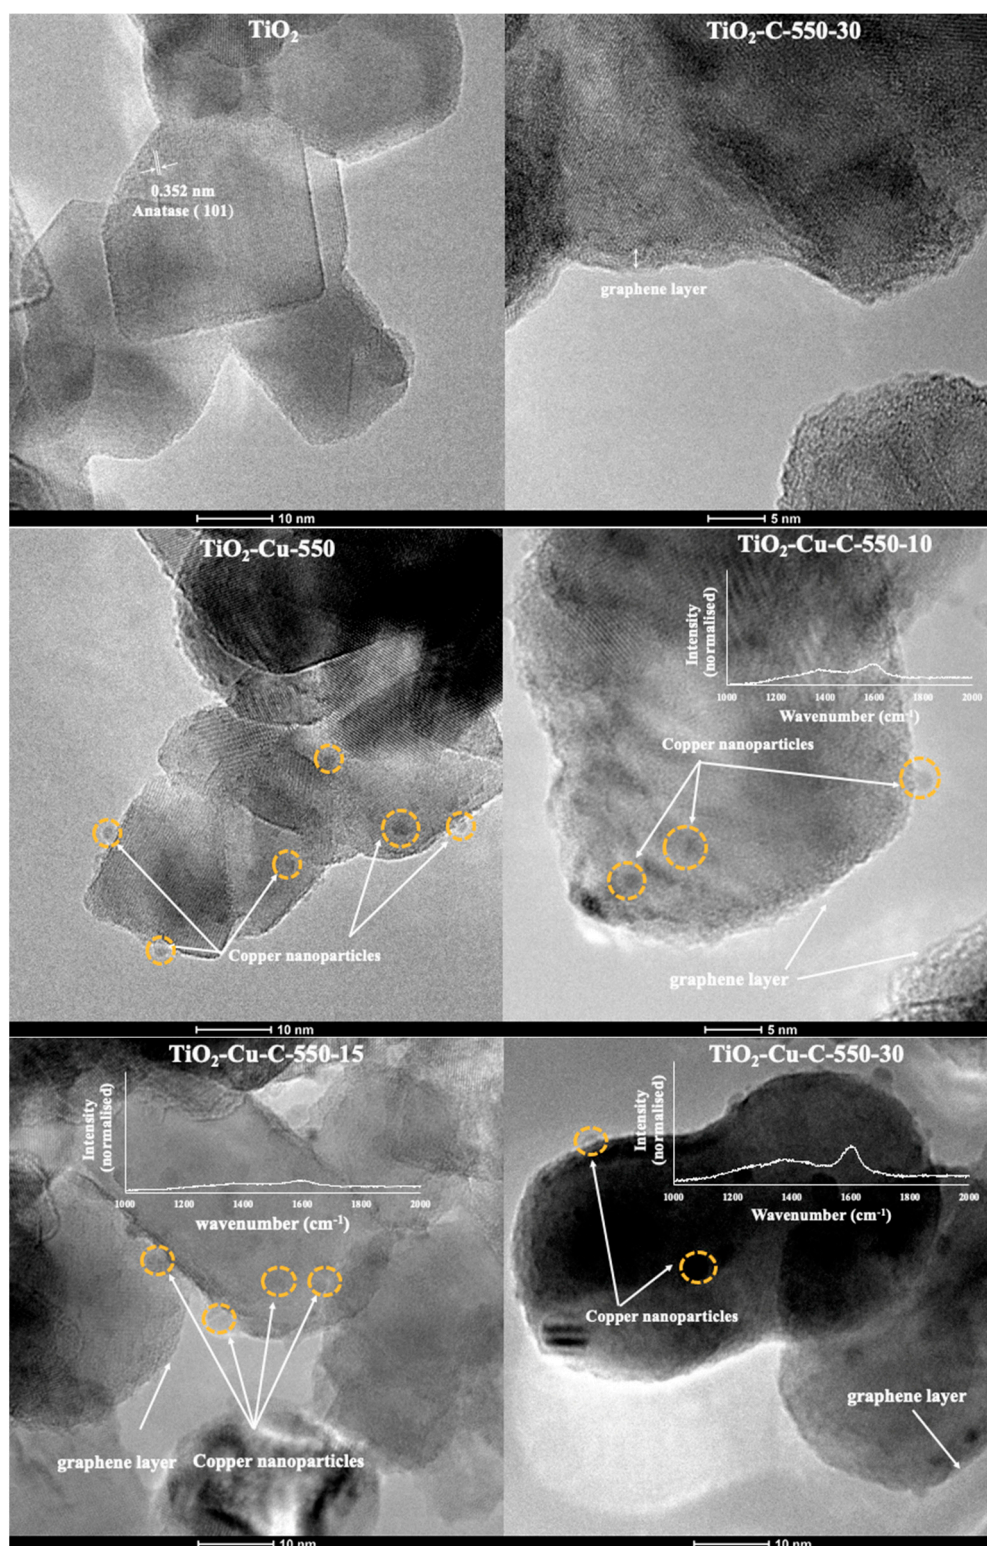 TiO₂
0.352 nm
Anatase ( 101)
10 nm
TiO₂-C-550-30
graphene layer
5 nm
TiO₂-Cu-550
Copper nanoparticles
10 nm
TiO₂-Cu-C-550-10
Intensity
(normalised)
1000 1200 1400 1600 1800 2000
Wavenumber (cm⁻¹)
Copper nanoparticles
graphene layer
5 nm
TiO₂-Cu-C-550-15
Intensity
(normalised)
1000 1200 1400 1600 1800 2000
wavenumber (cm⁻¹)
graphene layer
Copper nanoparticles
10 nm
TiO₂-Cu-C-550-30
Intensity
(normalised)
1000 1200 1400 1600 1800 2000
Wavenumber (cm⁻¹)
Copper nanoparticles
graphene layer
10 nm